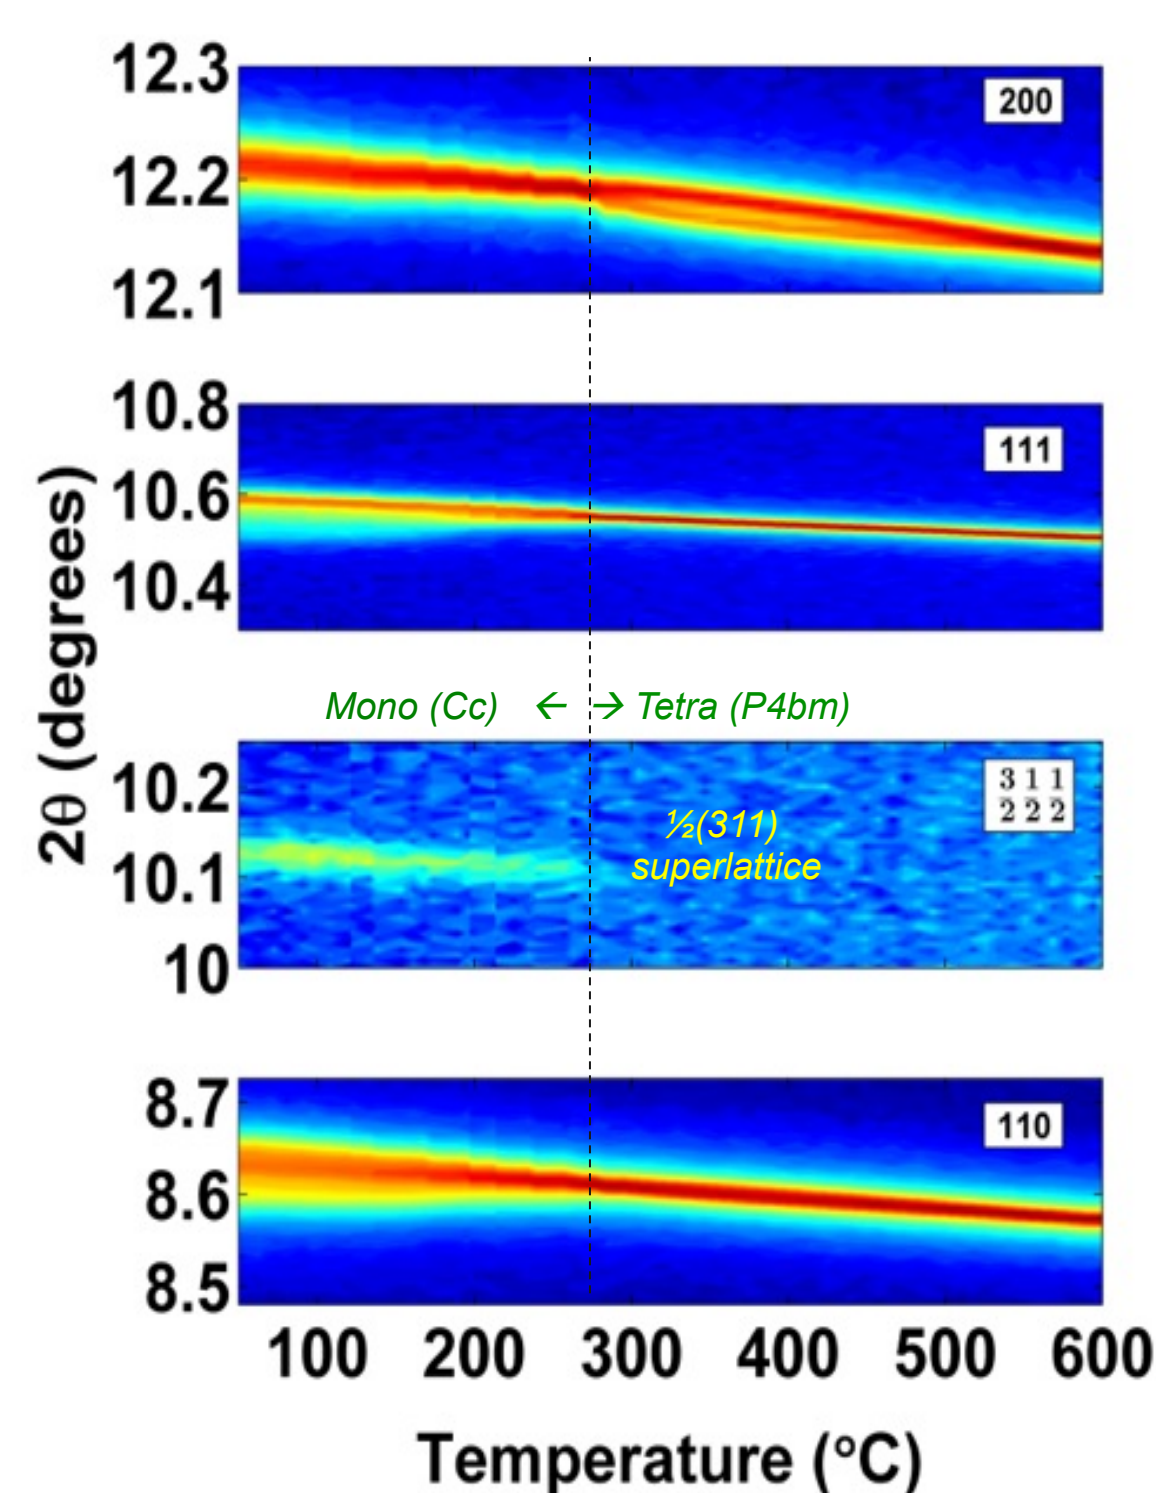 12.3
200
12.2
12.1
10.8
111
10.6
10.4
Mono (Cc) ← → Tetra (P4bm)
3 1 1
2 2 2
10.2
½(311)
superlattice
10.1
10
8.7
110
8.6
8.5
2θ (degrees)
100 200 300 400 500 600
Temperature (°C)